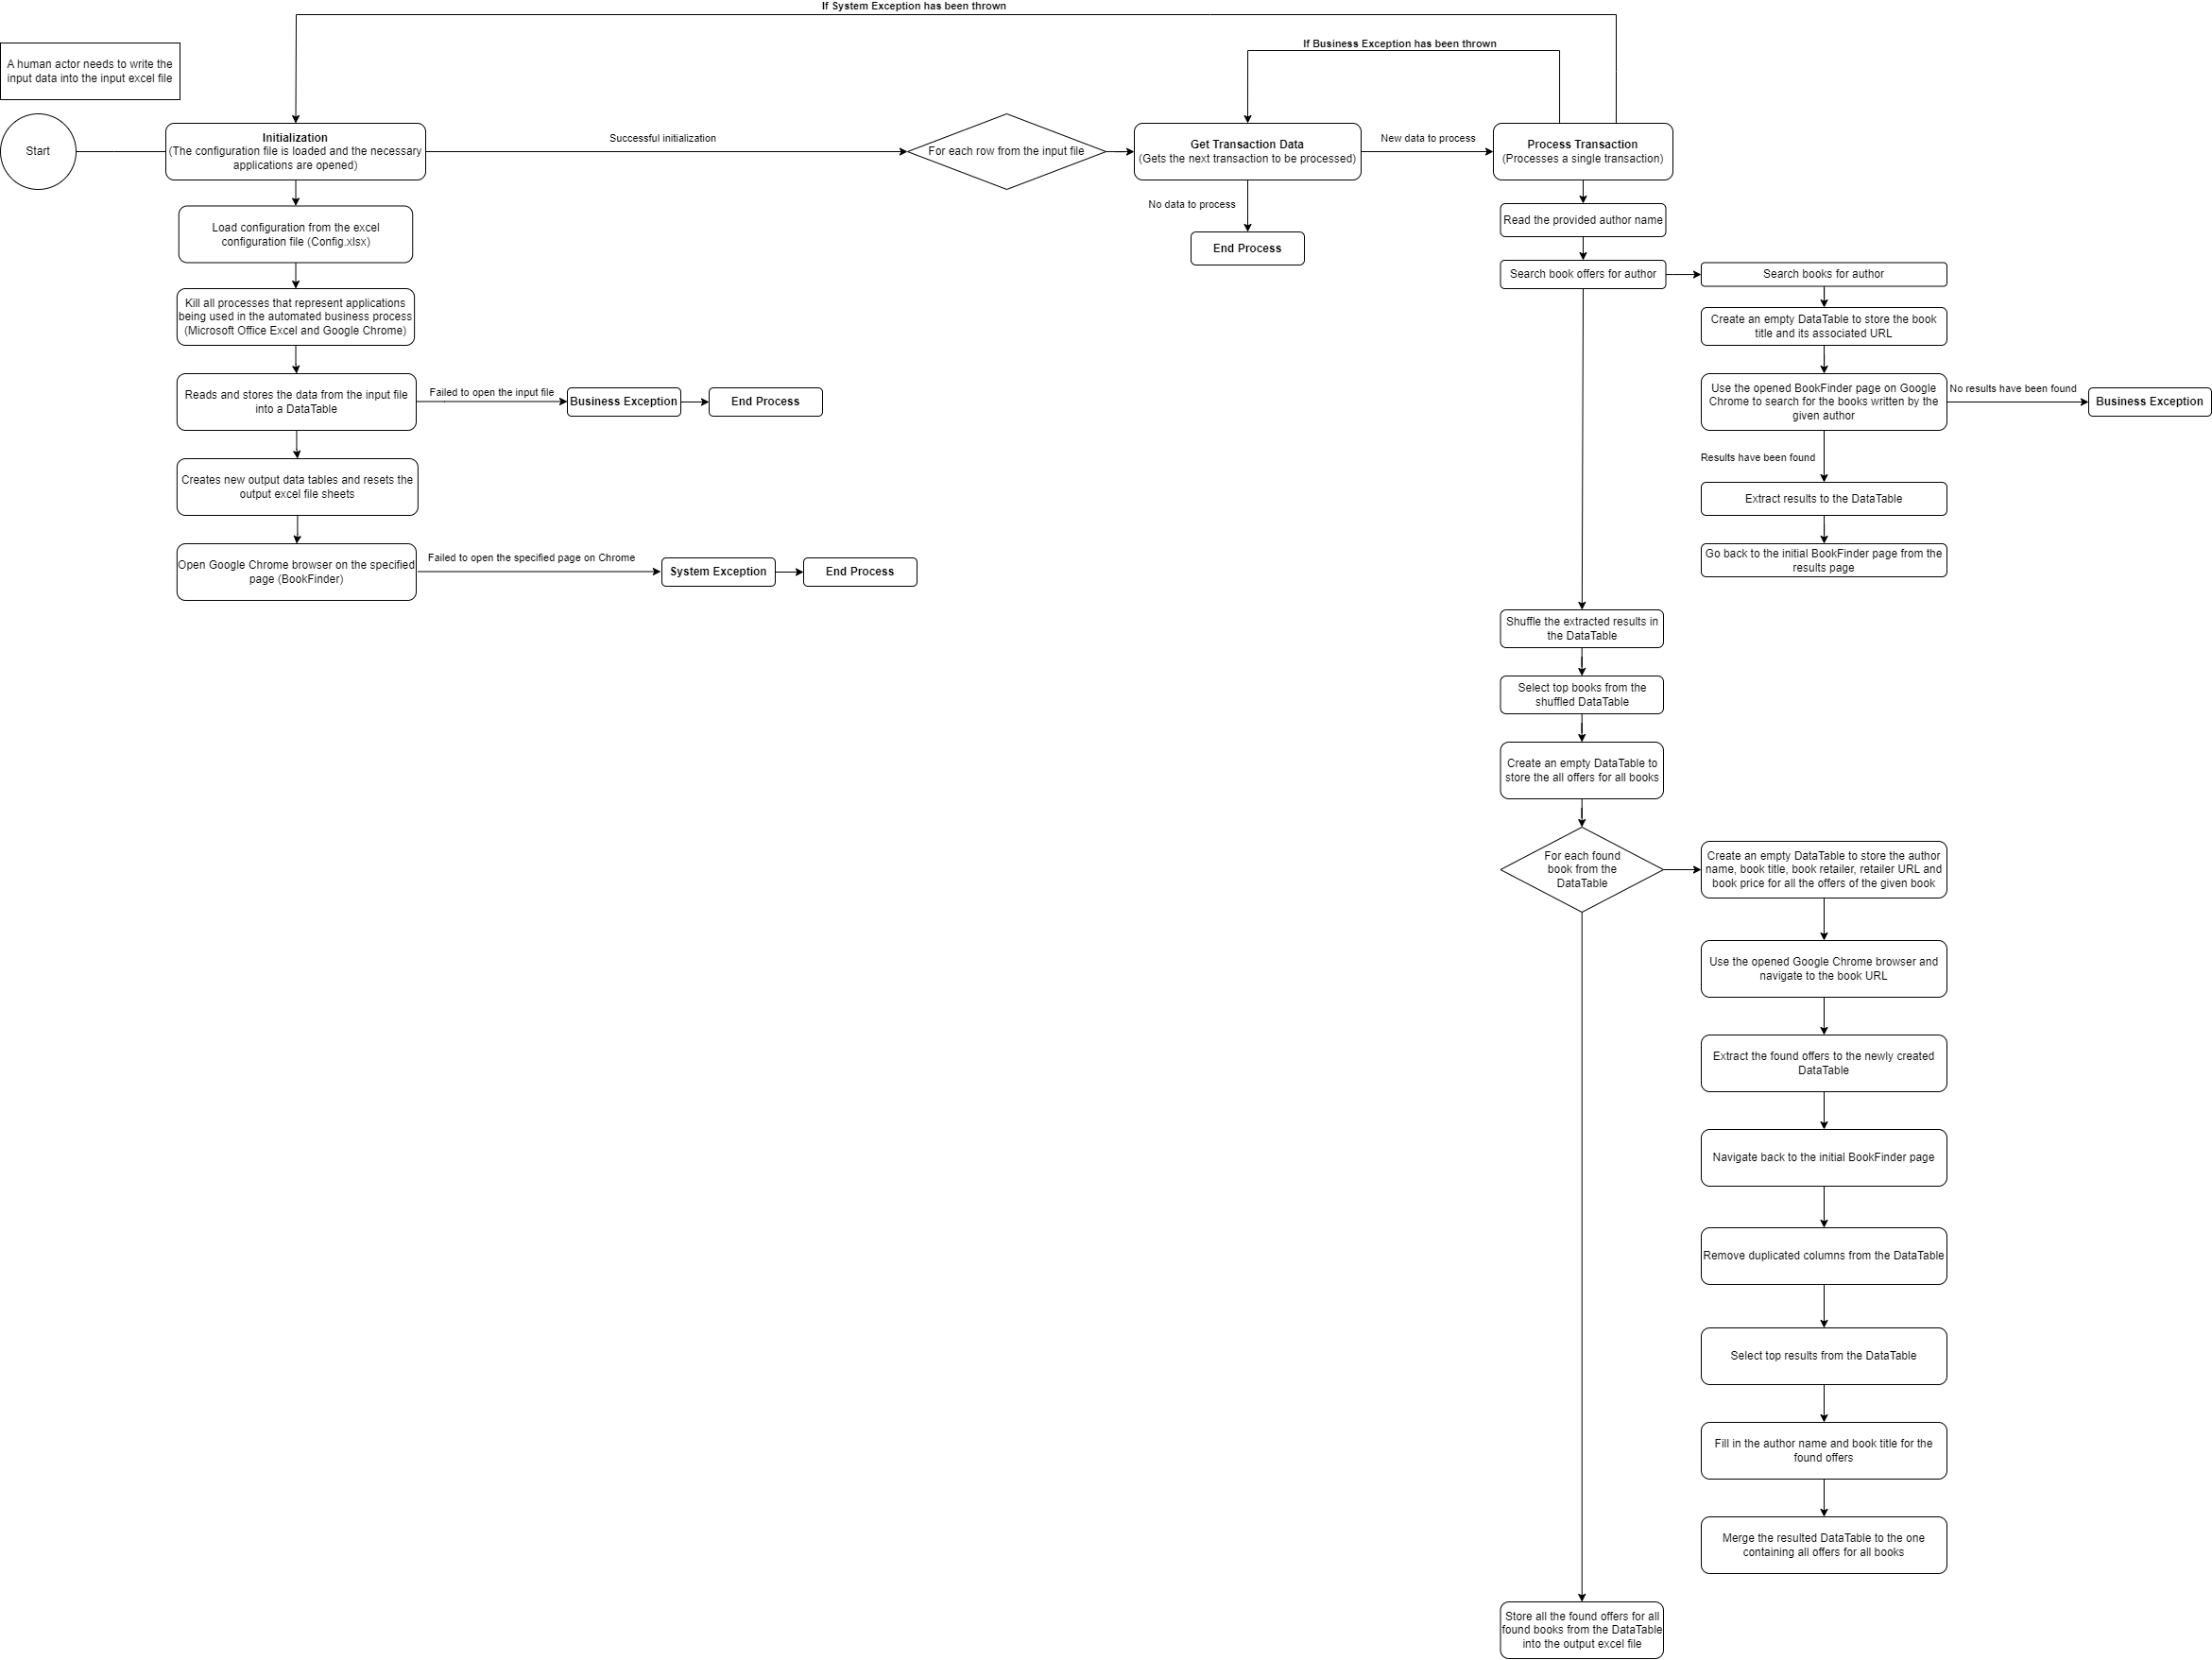 If System Exception has been thrown
If Business Exception has been thrown
A human actor needs to write the
input data into the input excel file
Start
Initialization
(The configuration file is loaded and the necessary
applications are opened)
Successful initialization
For each row from the input file
Get Transaction Data
(Gets the next transaction to be processed)
New data to process
Process Transaction
(Processes a single transaction)
No data to process
End Process
Load configuration from the excel
configuration file (Config.xlsx)
Kill all processes that represent applications
being used in the automated business process
(Microsoft Office Excel and Google Chrome)
Reads and stores the data from the input file
into a DataTable
Failed to open the input file
Business Exception
End Process
Creates new output data tables and resets the
output excel file sheets
Open Google Chrome browser on the specified
page (BookFinder)
Failed to open the specified page on Chrome
System Exception
End Process
Read the provided author name
Search book offers for author
Search books for author
Create an empty DataTable to store the book
title and its associated URL
Use the opened BookFinder page on Google
Chrome to search for the books written by the
given author
No results have been found
Business Exception
Results have been found
Extract results to the DataTable
Go back to the initial BookFinder page from the
results page
Shuffle the extracted results in
the DataTable
Select top books from the
shuffled DataTable
Create an empty DataTable to
store the all offers for all books
For each found
book from the
DataTable
Create an empty DataTable to store the author
name, book title, book retailer, retailer URL and
book price for all the offers of the given book
Use the opened Google Chrome browser and
navigate to the book URL
Extract the found offers to the newly created
DataTable
Navigate back to the initial BookFinder page
Remove duplicated columns from the DataTable
Select top results from the DataTable
Fill in the author name and book title for the
found offers
Merge the resulted DataTable to the one
containing all offers for all books
Store all the found offers for all
found books from the DataTable
into the output excel file